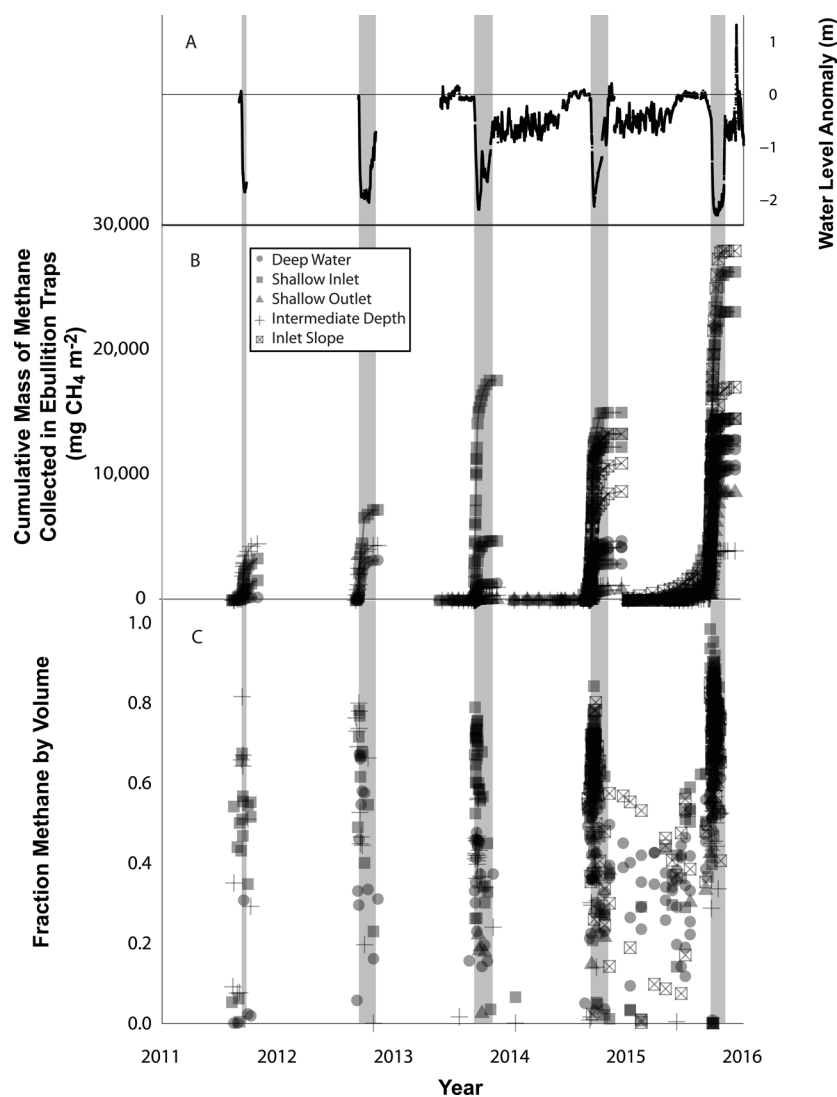 A
1
0
−1
−2
Water Level Anomaly (m)
B
30,000
20,000
10,000
0
Cumulative Mass of Methane
Collected in Ebullition Traps
(mg CH₄ m⁻²)
Deep Water
Shallow Inlet
Shallow Outlet
Intermediate Depth
Inlet Slope
C
1.0
0.8
0.6
0.4
0.2
0.0
Fraction Methane by Volume
2011
2012
2013
2014
2015
2016
Year